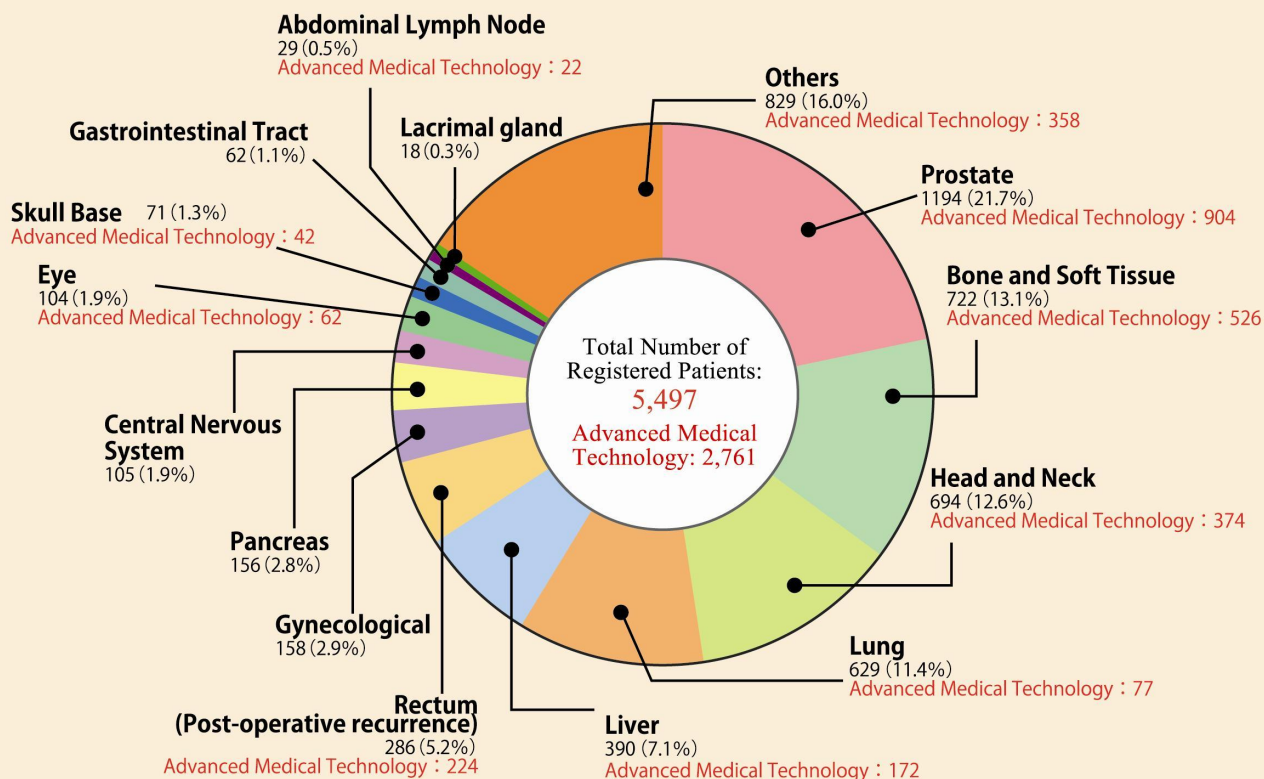 Abdominal Lymph Node
29 (0.5%)
Advanced Medical Technology：22
Others
829 (16.0%)
Advanced Medical Technology：358
Gastrointestinal Tract
62 (1.1%)
Lacrimal gland
18 (0.3%)
Prostate
1194 (21.7%)
Advanced Medical Technology：904
Skull Base 71 (1.3%)
Advanced Medical Technology：42
Eye
104 (1.9%)
Advanced Medical Technology：62
Bone and Soft Tissue
722 (13.1%)
Advanced Medical Technology：526
Total Number of
Registered Patients:
5,497
Advanced Medical
Technology: 2,761
Central Nervous
System
105 (1.9%)
Head and Neck
694 (12.6%)
Advanced Medical Technology：374
Pancreas
156 (2.8%)
Gynecological
158 (2.9%)
Lung
629 (11.4%)
Advanced Medical Technology：77
Rectum
(Post-operative recurrence)
286 (5.2%)
Advanced Medical Technology：224
Liver
390 (7.1%)
Advanced Medical Technology：172